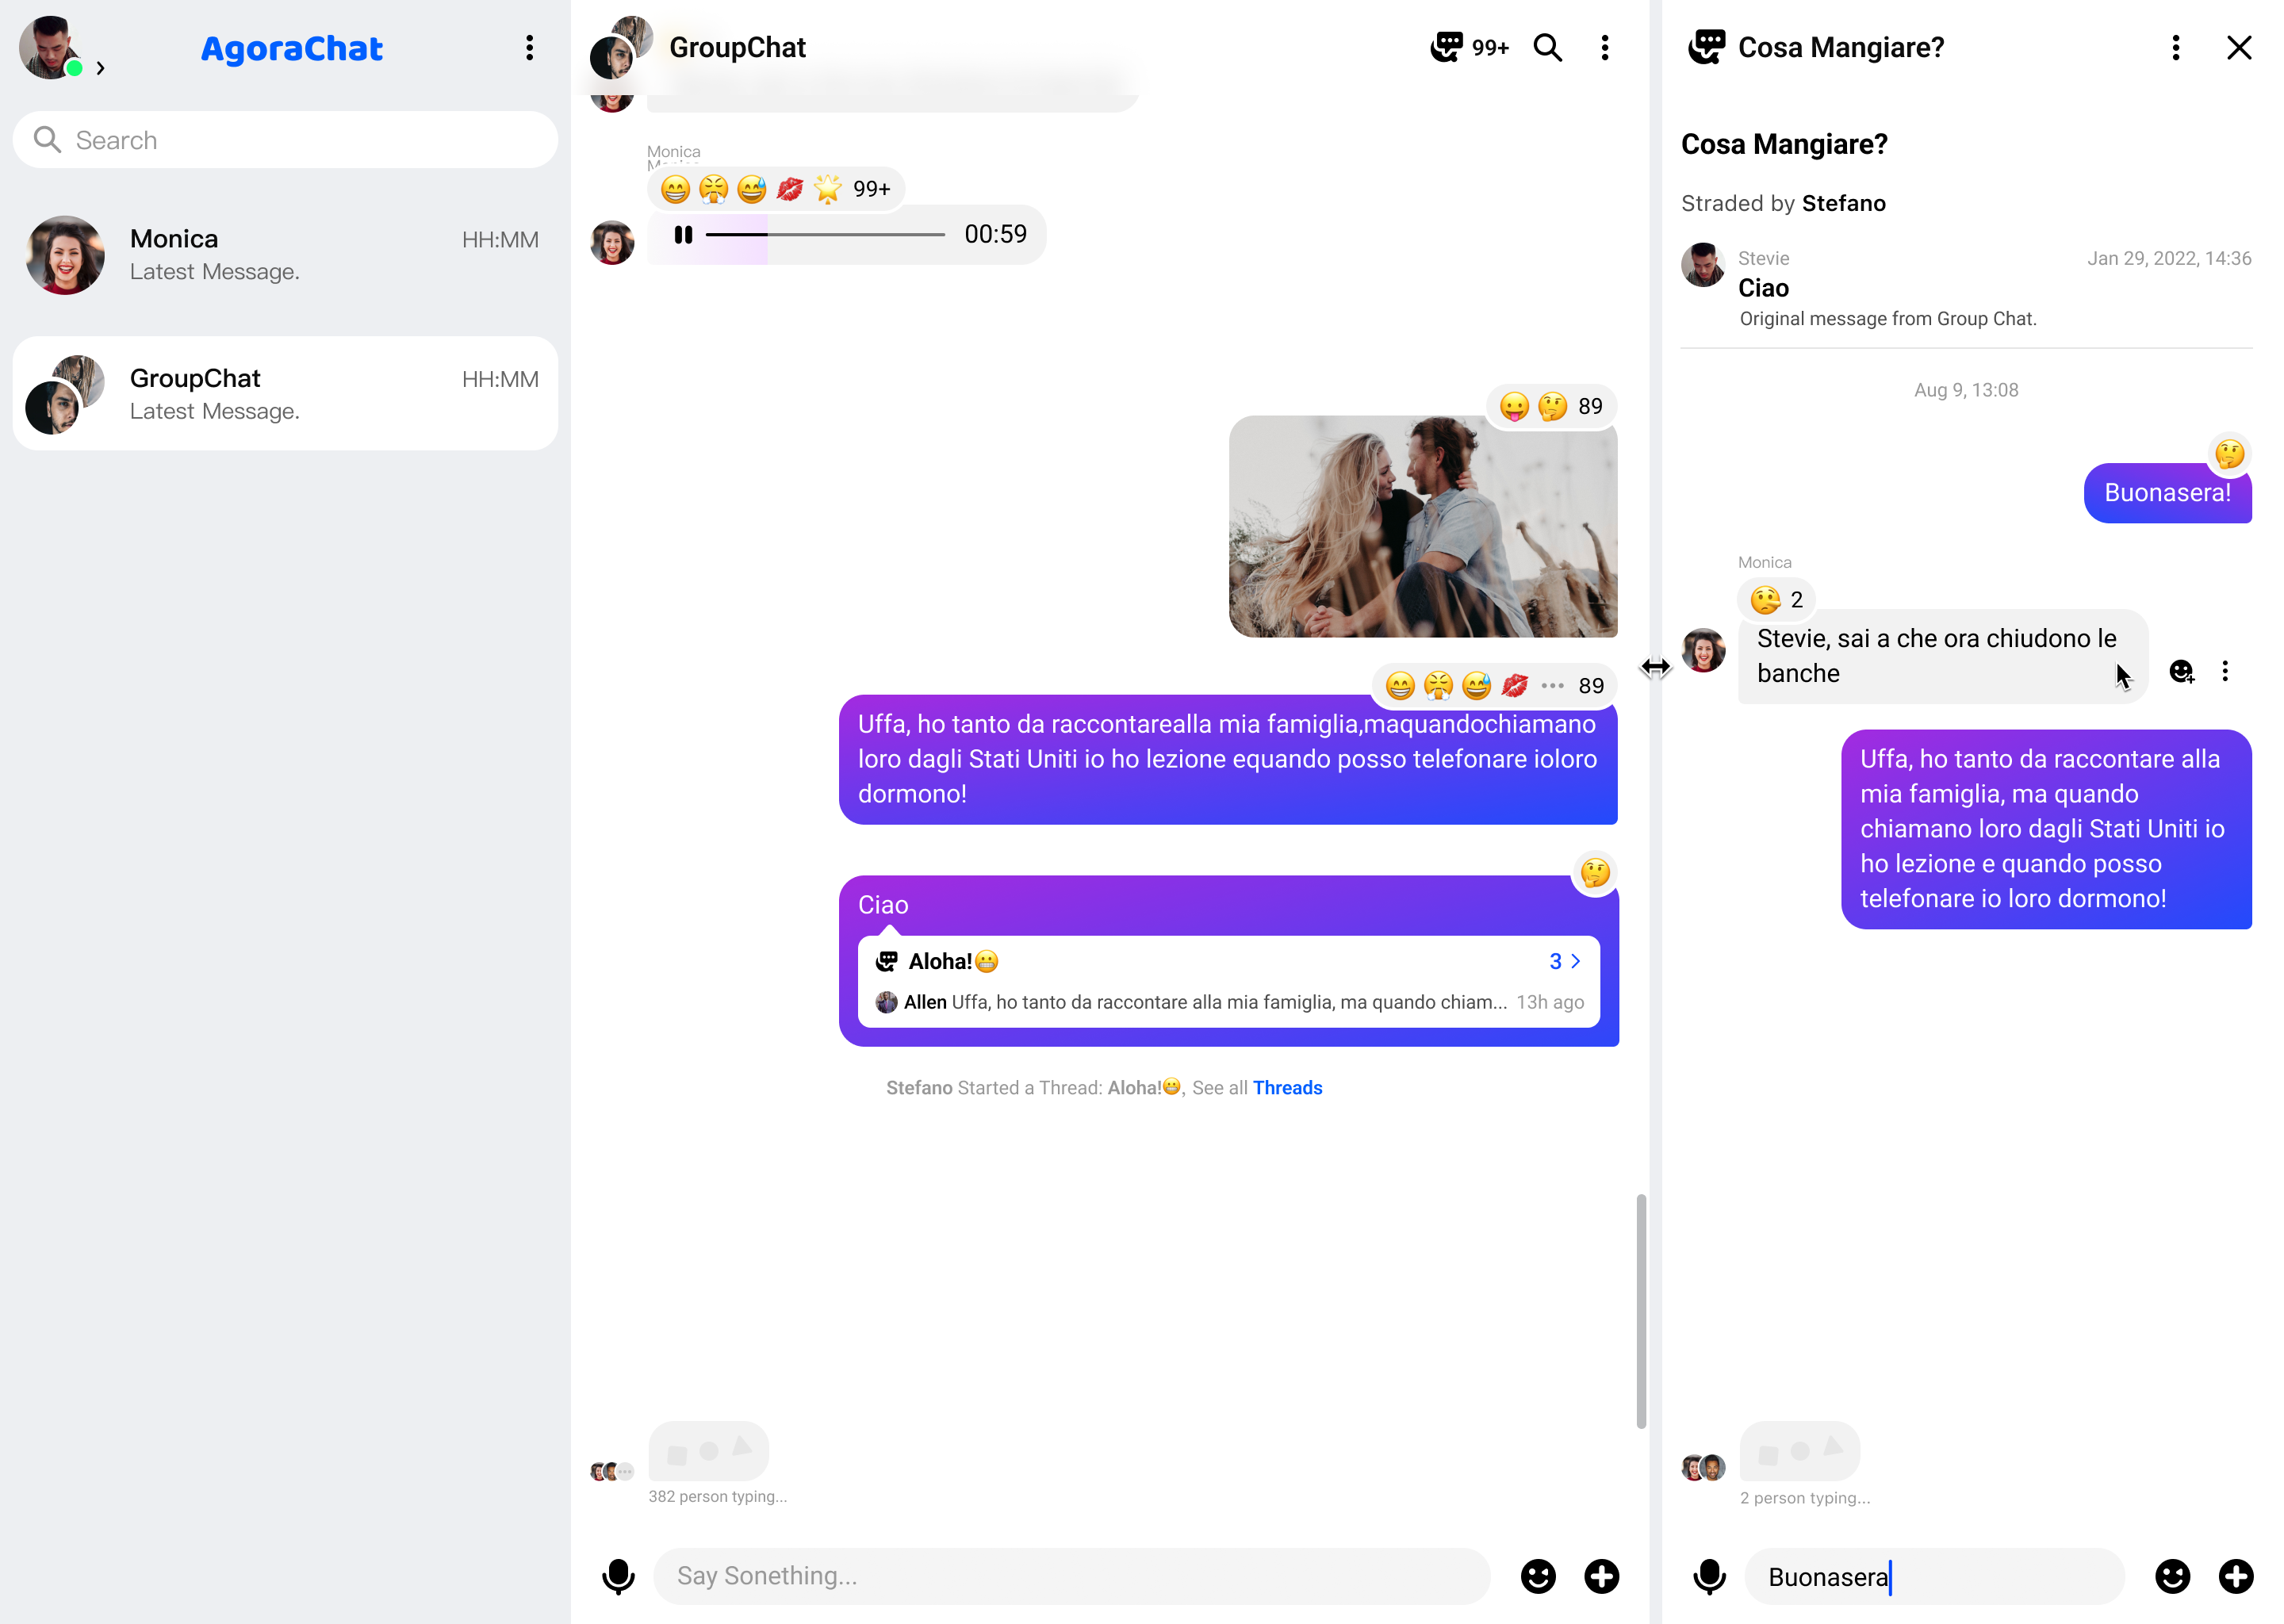 AgoraChat
Search
Monica
HH:MM
Latest Message.
GroupChat
HH:MM
Latest Message.
GroupChat
99+
Monica
Monica
99+
00:59
89
89
Uffa, ho tanto da raccontarealla mia famiglia,maquandochiamano
loro dagli Stati Uniti io ho lezione equando posso telefonare ioloro
dormono!
Ciao
Aloha!😬
3
Allen Uffa, ho tanto da raccontare alla mia famiglia, ma quando chiam... 13h ago
Stefano Started a Thread: Aloha!😬, See all Threads
382 person typing...
Say Sonething...
Cosa Mangiare?
Cosa Mangiare?
Straded by Stefano
Stevie
Jan 29, 2022, 14:36
Ciao
Original message from Group Chat.
Aug 9, 13:08
Buonasera!
Monica
2
Stevie, sai a che ora chiudono le
banche
Uffa, ho tanto da raccontare alla
mia famiglia, ma quando
chiamano loro dagli Stati Uniti io
ho lezione e quando posso
telefonare io loro dormono!
2 person typing...
Buonasera